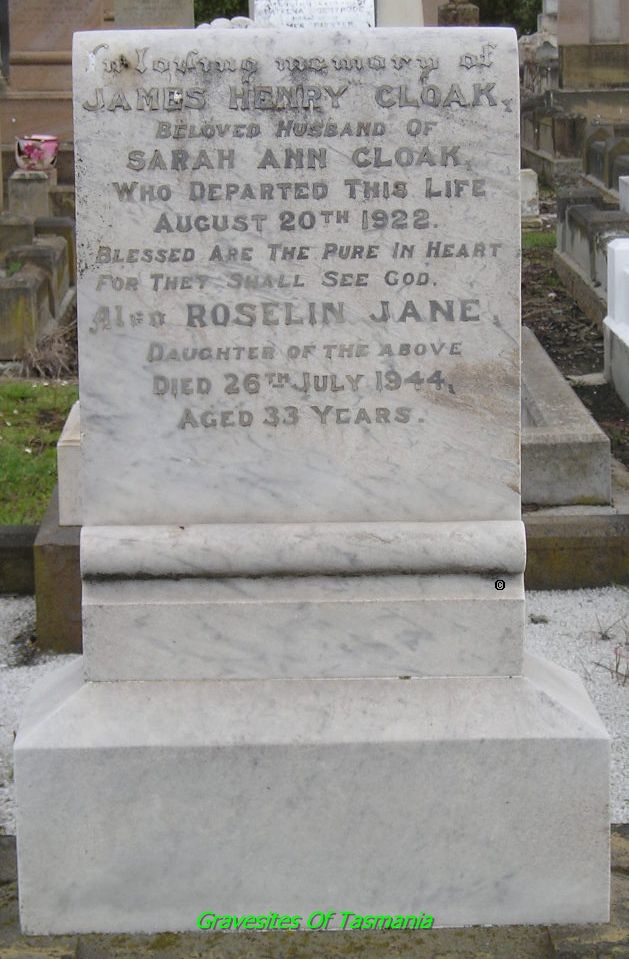 In loving memory of
JAMES HENRY CLOAK,
BELOVED HUSBAND OF
SARAH ANN CLOAK,
WHO DEPARTED THIS LIFE
AUGUST 20TH 1922.
BLESSED ARE THE PURE IN HEART
FOR THEY SHALL SEE GOD.
Also ROSELIN JANE,
DAUGHTER OF THE ABOVE
DIED 26TH JULY 1944,
AGED 33 YEARS.
©
Gravesites Of Tasmania